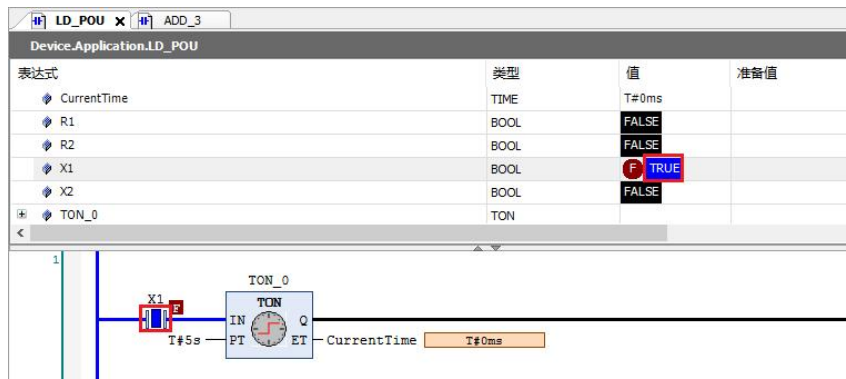 LD_POU X ADD_3
Device.Application.LD_POU
表达式 类型 值 准备值
CurrentTime TIME T#0ms
R1 BOOL FALSE
R2 BOOL FALSE
X1 BOOL F TRUE
X2 BOOL FALSE
TON_0 TON
1
TON_0
X1 F TON
IN Q
T#5s PT ET CurrentTime T#0ms